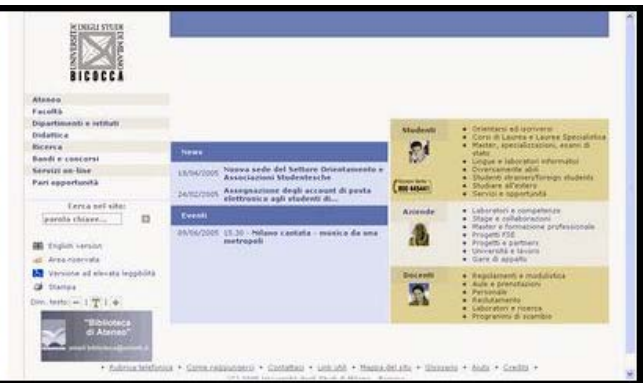 UNIVERSITÀ
DEGLI STUDI
DI MILANO
BICOCCA
Ateneo
Facoltà
Dipartimenti e istituti
Didattica
Ricerca
Bandi e concorsi
Servizi on-line
Pari opportunità
Cerca nel sito:
parola chiave...
English version
Area riservata
Versione ad elevata leggibilità
Stampa
Dim. testo: − | T | +
"Biblioteca
di Ateneo"
News
Nuova sede del Settore Orientamento e
Associazioni Studentesche
24/02/2005 Assegnazione degli account di posta
elettronica agli studenti di...
Eventi
09/06/2005 15.30 - Milano cantata - musica da una
metropoli
Studenti
• Orientarsi ed iscriversi
• Corsi di Laurea e Laurea Specialistica
• Master, specializzazioni, esami di
stato
• Lingue e laboratori informatici
• Diversamente abili
• Studenti stranieri/foreign students
• Studiare all'estero
• Servizi e opportunità
Aziende
• Laboratori e competenze
• Stage e collaborazioni
• Master e formazione professionale
• Progetti FSE
• Progetti e partners
• Università e lavoro
• Gare di appalto
Docenti
• Regolamenti e modulistica
• Aule e prenotazioni
• Personale
• Reclutamento
• Laboratori e ricerca
• Programmi di scambio
• Rubrica telefonica • Come raggiungerci • Contattaci • Link utili • Mappa del sito • Glossario • Aiuto • Credits •